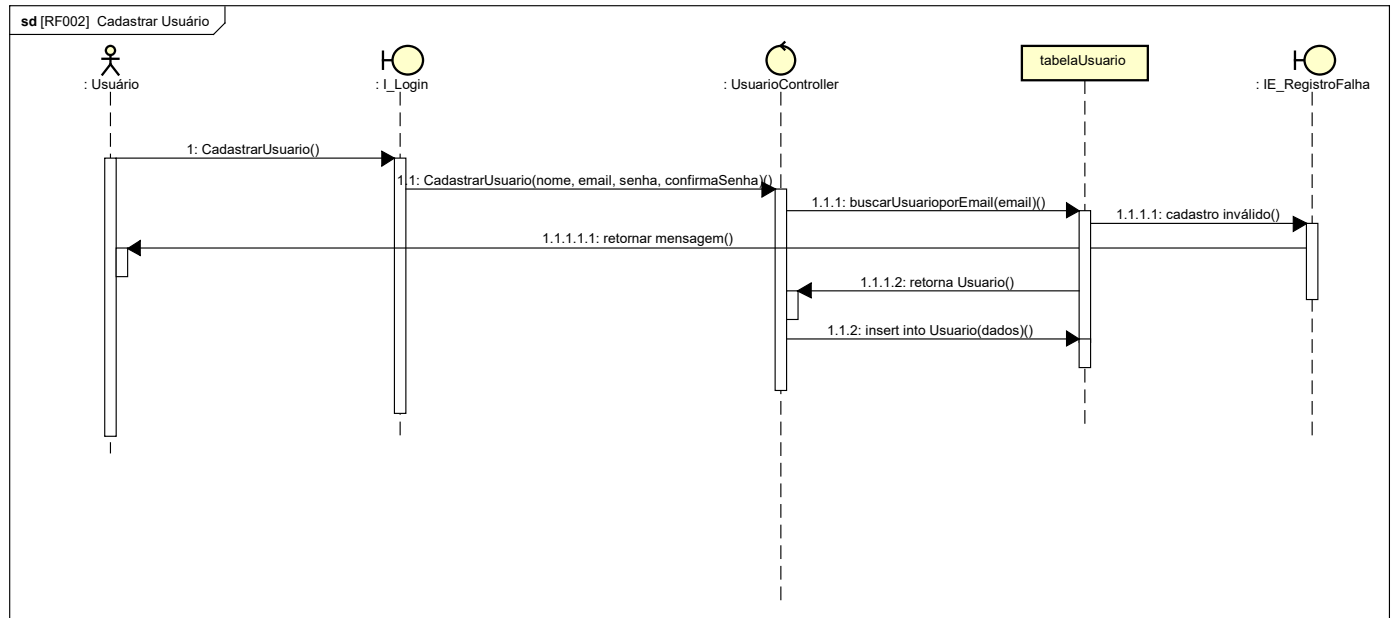 sd [RF002] Cadastrar Usuário
: Usuário
: I_Login
: UsuarioController
tabelaUsuario
: IE_RegistroFalha
1: CadastrarUsuario()
1.1: CadastrarUsuario(nome, email, senha, confirmaSenha)()
1.1.1: buscarUsuarioporEmail(email)()
1.1.1.1: cadastro inválido()
1.1.1.1.1: retornar mensagem()
1.1.1.2: retorna Usuario()
1.1.2: insert into Usuario(dados)()